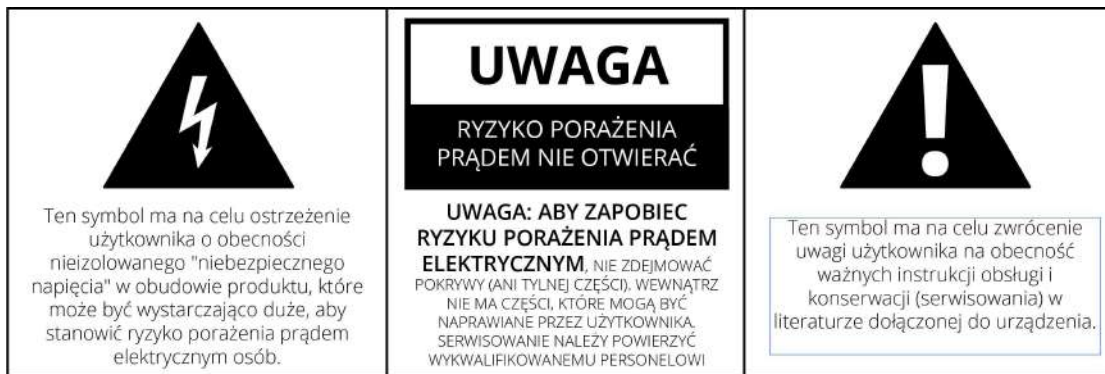 Ten symbol ma na celu ostrzeżenie
użytkownika o obecności
nieizolowanego "niebezpiecznego
napięcia" w obudowie produktu, które
może być wystarczająco duże, aby
stanowić ryzyko porażenia prądem
elektrycznym osób.
UWAGA
RYZYKO PORAŻENIA
PRĄDEM NIE OTWIERAĆ
UWAGA: ABY ZAPOBIEC
RYZYKU PORAŻENIA PRĄDEM
ELEKTRYCZNYM, NIE ZDEJMOWAĆ
POKRYWY (ANI TYLNEJ CZĘŚCI). WEWNĄTRZ
NIE MA CZĘŚCI, KTÓRE MOGĄ BYĆ
NAPRAWIANE PRZEZ UŻYTKOWNIKA.
SERWISOWANIE NALEŻY POWIERZYĆ
WYKWALIFIKOWANEMU PERSONELOWI
Ten symbol ma na celu zwrócenie
uwagi użytkownika na obecność
ważnych instrukcji obsługi i
konserwacji (serwisowania) w
literaturze dołączonej do urządzenia.